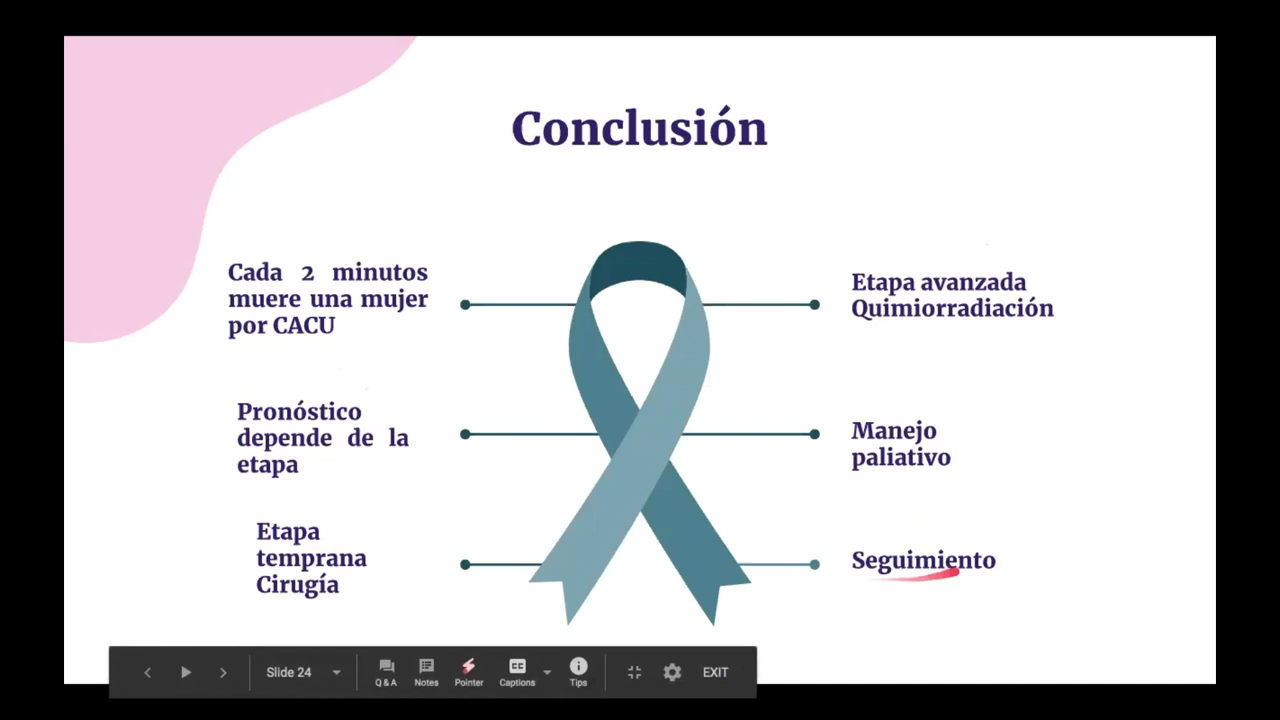 Conclusión
Cada 2 minutos
muere una mujer
por CACU
Pronóstico
depende de la
etapa
Etapa
temprana
Cirugía
Etapa avanzada
Quimiorradiación
Manejo
paliativo
Seguimiento
Slide 24
Q & A
Notes
Pointer
CC
Captions
Tips
EXIT